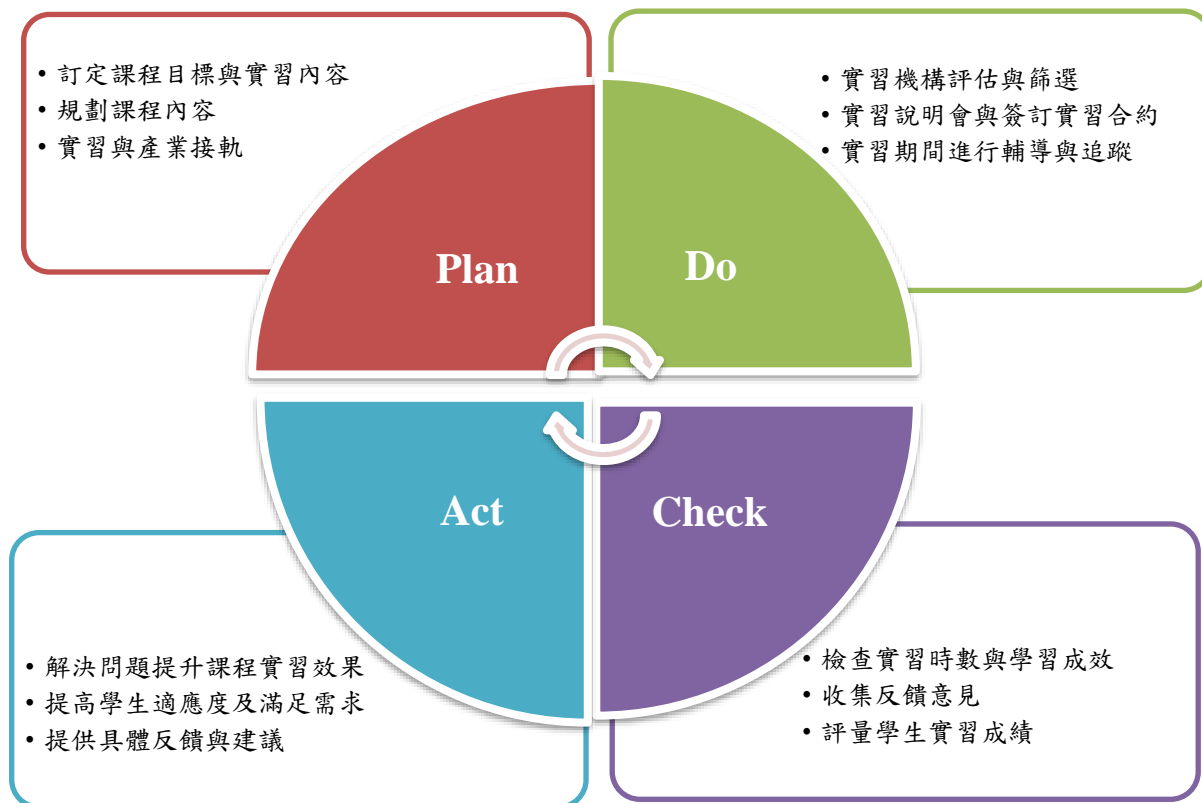 • 訂定課程目標與實習內容
• 規劃課程內容
• 實習與產業接軌
Plan
• 實習機構評估與篩選
• 實習說明會與簽訂實習合約
• 實習期間進行輔導與追蹤
Do
• 檢查實習時數與學習成效
• 收集反饋意見
• 評量學生實習成績
Check
• 解決問題提升課程實習效果
• 提高學生適應度及滿足需求
• 提供具體反饋與建議
Act